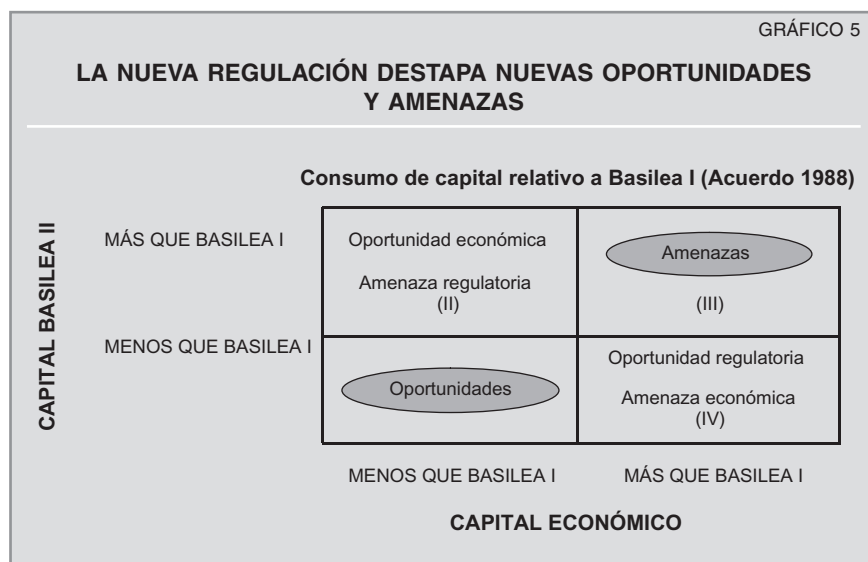 GRÁFICO 5
LA NUEVA REGULACIÓN DESTAPA NUEVAS OPORTUNIDADES
Y AMENAZAS
Consumo de capital relativo a Basilea I (Acuerdo 1988)
CAPITAL BASILEA II
MÁS QUE BASILEA I
Oportunidad económica
Amenaza regulatoria
(II)
Amenazas
(III)
MENOS QUE BASILEA I
Oportunidades
Oportunidad regulatoria
Amenaza económica
(IV)
MENOS QUE BASILEA I
MÁS QUE BASILEA I
CAPITAL ECONÓMICO